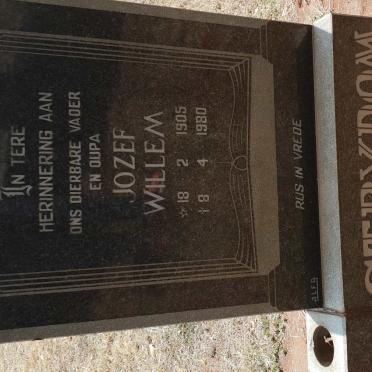 In TERE
HERINNERING AAN
ONS DIERBARE VADER
EN OUPA
JOZEF
WILLEM
☆18 2 1905
†8 4 1980
RUS IN VREDE